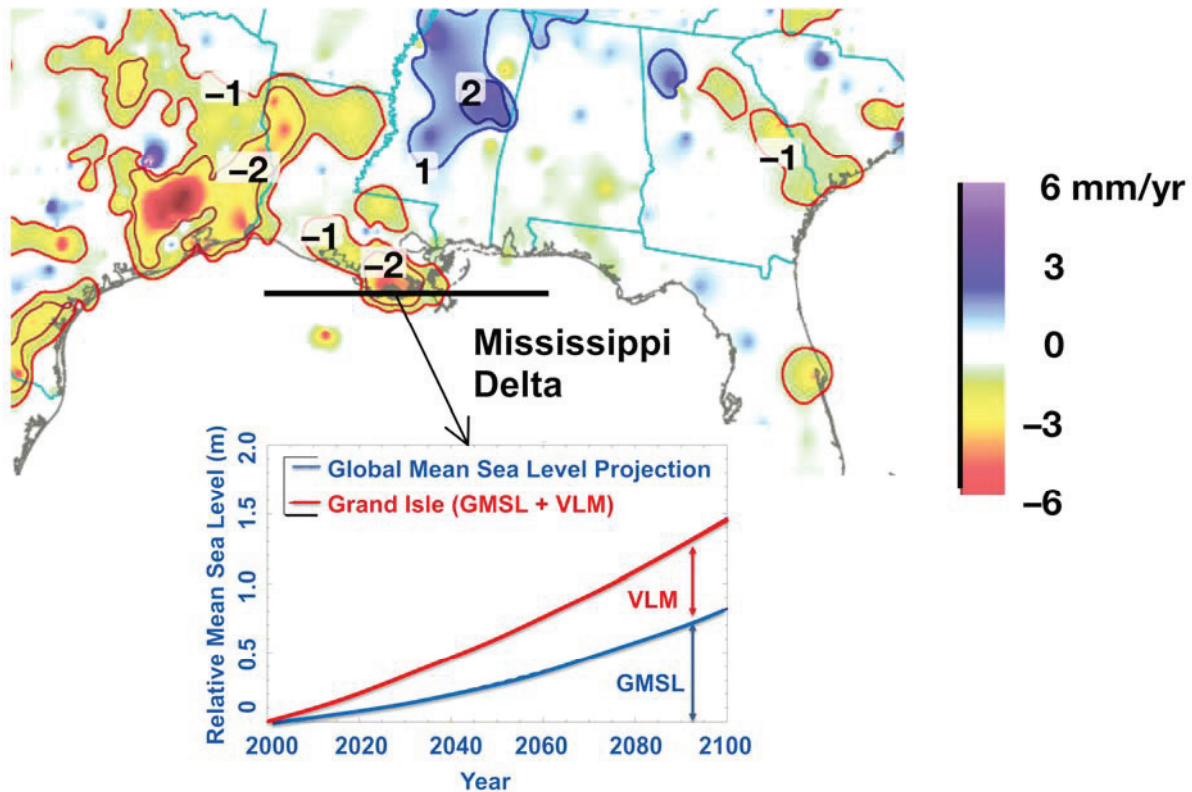 2
–1
–2
1
–1
–1
–2
6 mm/yr
3
0
–3
–6
Mississippi
Delta
Relative Mean Sea Level (m)
2.0
1.5
1.0
0.5
0
Global Mean Sea Level Projection
Grand Isle (GMSL + VLM)
VLM
GMSL
2000 2020 2040 2060 2080 2100
Year